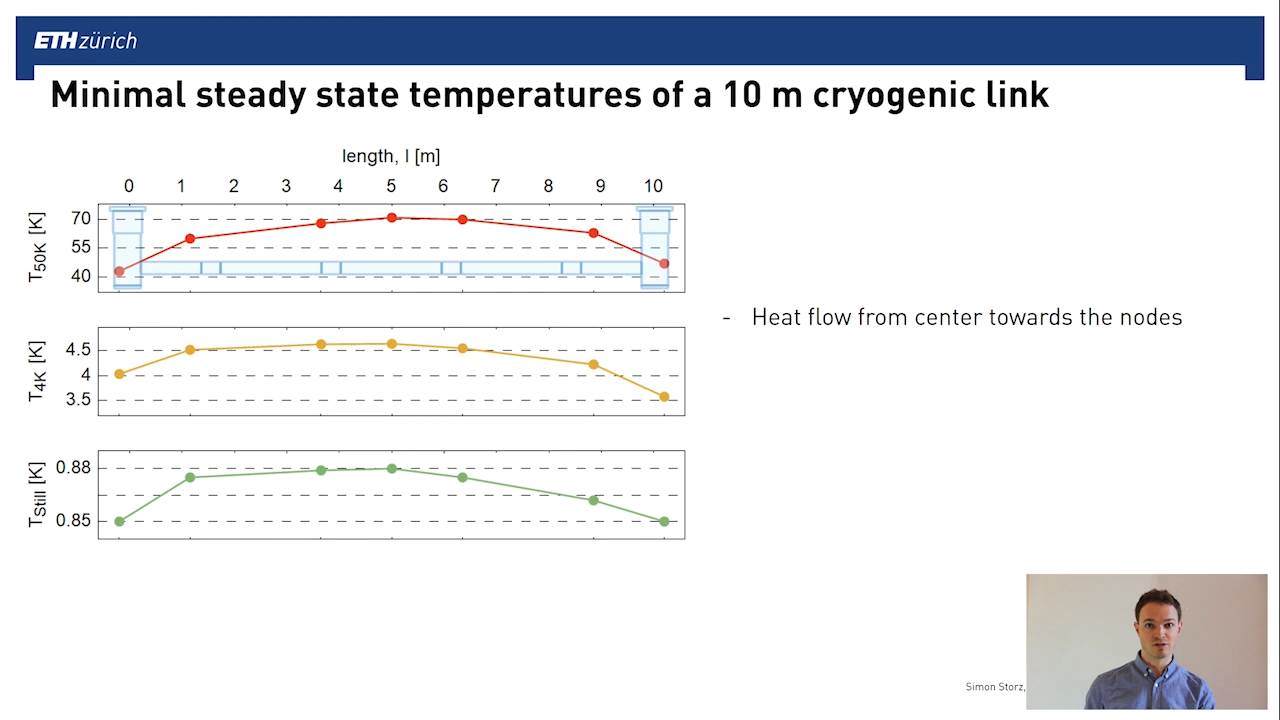 ETH zürich
Minimal steady state temperatures of a 10 m cryogenic link
length, l [m]
0 1 2 3 4 5 6 7 8 9 10
T50K [K]
70
55
40
- Heat flow from center towards the nodes
T4K [K]
4.5
4
3.5
TStill [K]
0.88
0.85
Simon Storz,